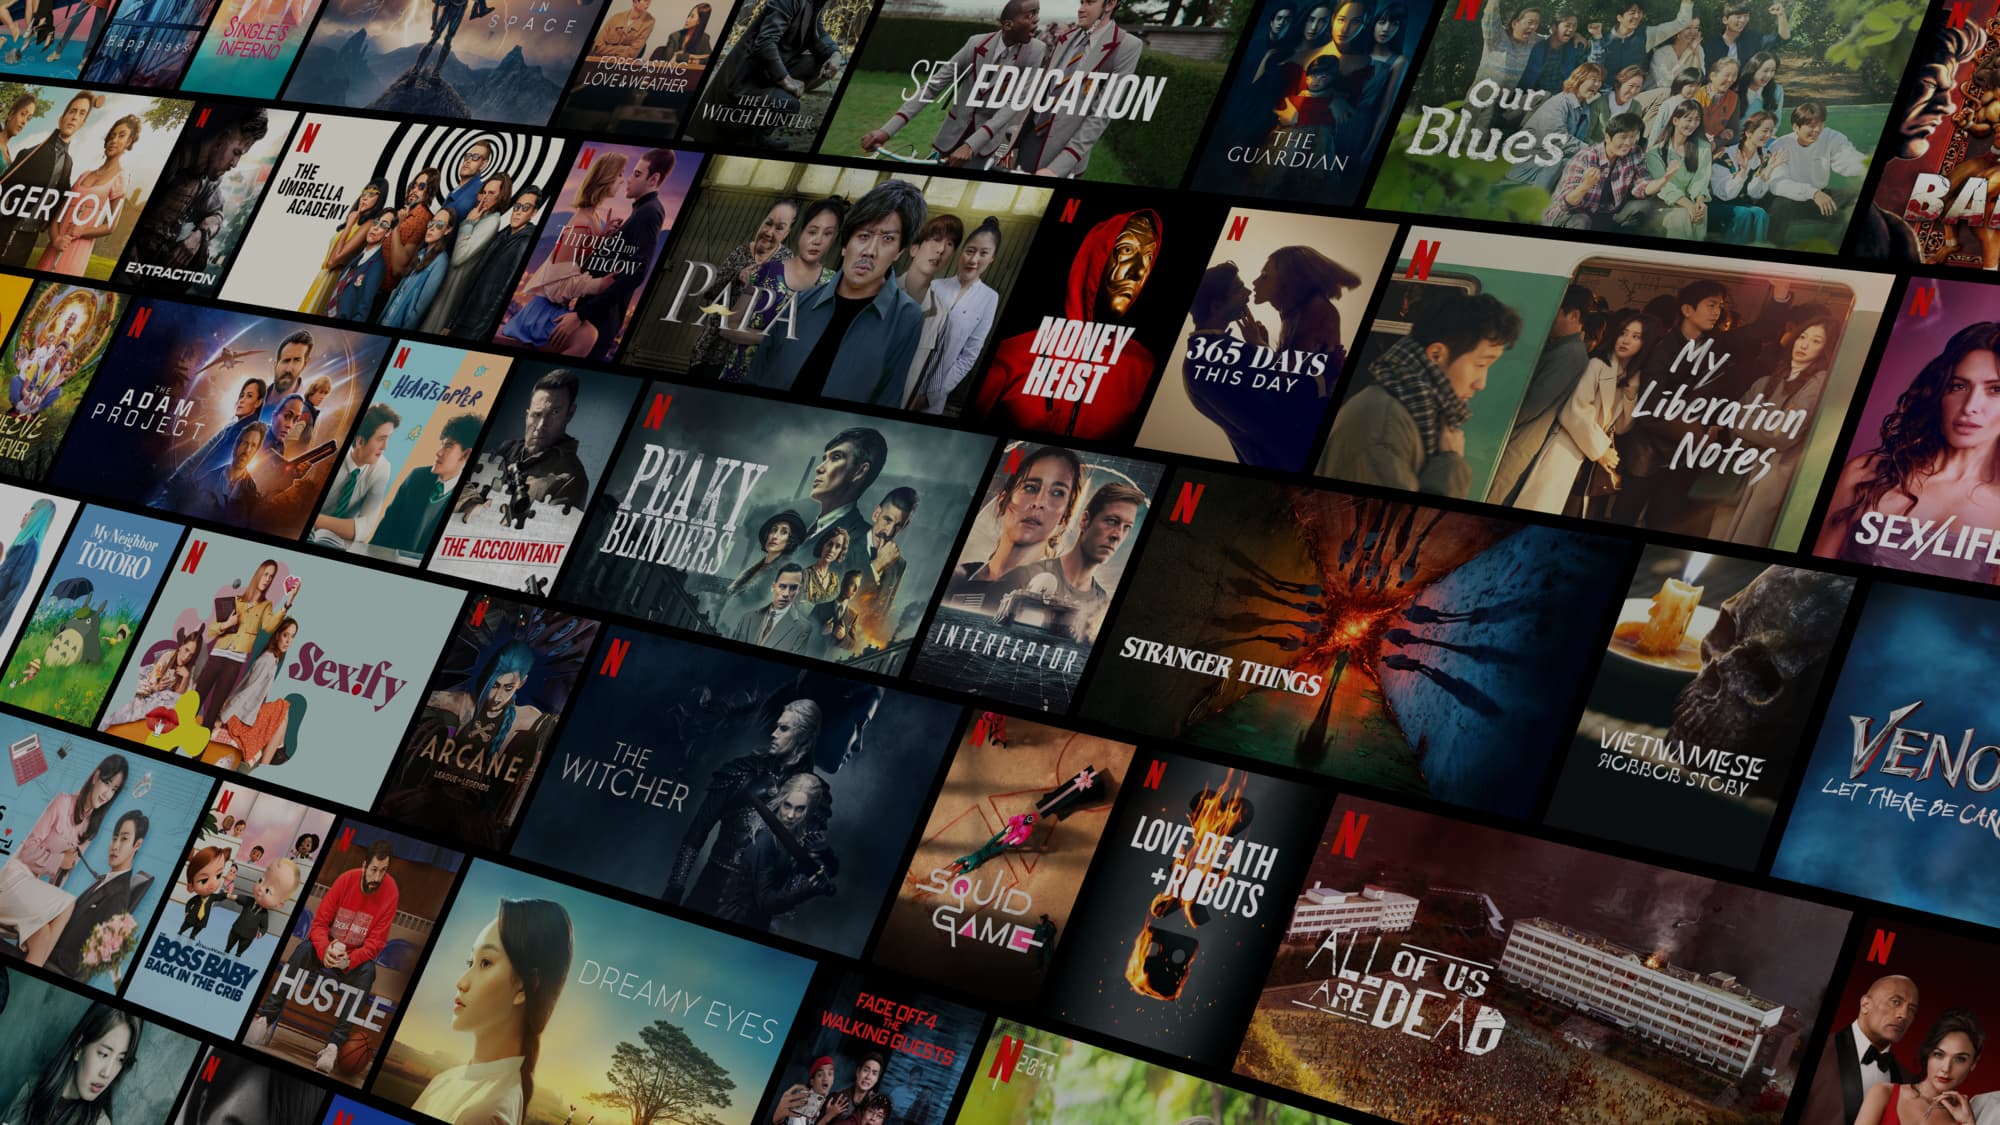 Happiness
SINGLE'S
INFERNO
IN
SPACE
FORECASTING
LOVE & WEATHER
THE LAST
WITCH HUNTER
SEX EDUCATION
THE
GUARDIAN
Our
Blues
N
BA
GERTON
N
EXTRACTION
N
THE
UMBRELLA
ACADEMY
N
Through my
Window
PAPA
N
MONEY
HEIST
N
365 DAYS
THIS DAY
N
My
Liberation
Notes
N
SEX/LIFE
EVER
N
THE
ADAM
PROJECT
N
HEARTSTOPPER
THE ACCOUNTANT
N
PEAKY
BLINDERS
N
INTERCEPTOR
N
STRANGER THINGS
VIETNAMESE
HORROR STORY
VENO
LET THERE BE CAR
My Neighbor
TOTORO
N
Sex!fy
N
ARCANE
LEAGUE OF LEGENDS
N
THE
WITCHER
N
SQUID
GAME
N
LOVE DEATH
+ROBOTS
N
ALL OF US
ARE DEAD
N
N
THE
BOSS BABY
BACK IN THE CRIB
N
HUSTLE
DREAMY EYES
FACE OFF 4
THE
WALKING GUESTS
N
N
N
2011